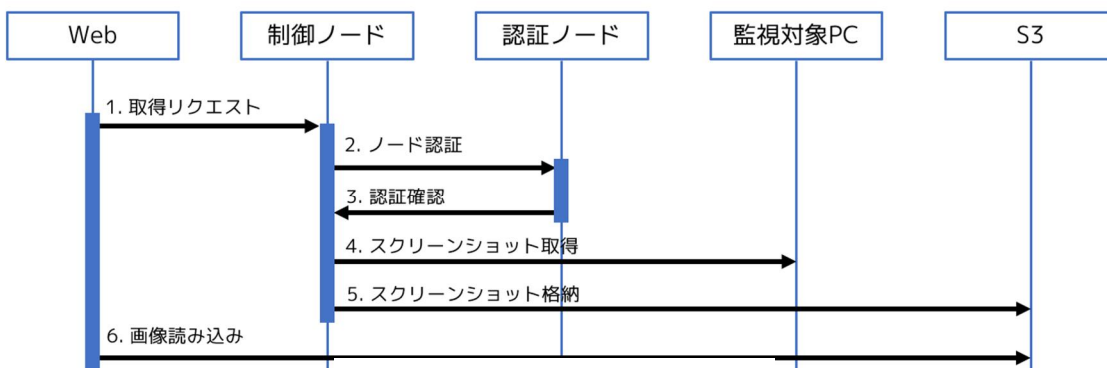 Web
制御ノード
認証ノード
監視対象PC
S3
1. 取得リクエスト
2. ノード認証
3. 認証確認
4. スクリーンショット取得
5. スクリーンショット格納
6. 画像読み込み